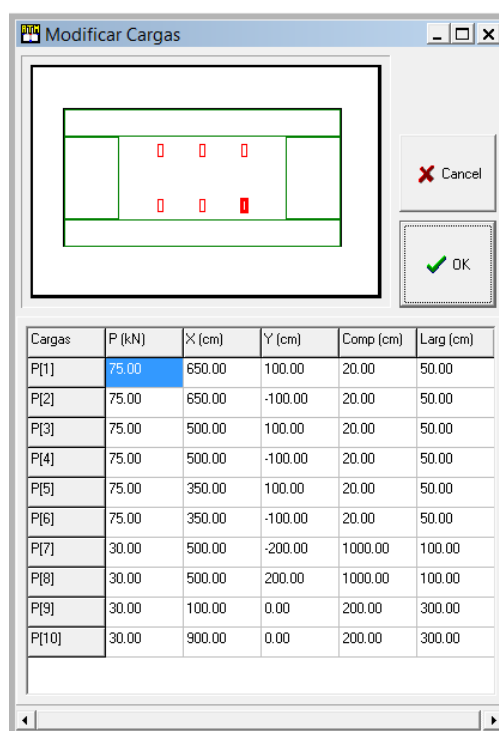 Modificar Cargas
Cancel
OK
Cargas P (kN) X (cm) Y (cm) Comp (cm) Larg (cm)
P[1] 75.00 650.00 100.00 20.00 50.00
P[2] 75.00 650.00 -100.00 20.00 50.00
P[3] 75.00 500.00 100.00 20.00 50.00
P[4] 75.00 500.00 -100.00 20.00 50.00
P[5] 75.00 350.00 100.00 20.00 50.00
P[6] 75.00 350.00 -100.00 20.00 50.00
P[7] 30.00 500.00 -200.00 1000.00 100.00
P[8] 30.00 500.00 200.00 1000.00 100.00
P[9] 30.00 100.00 0.00 200.00 300.00
P[10] 30.00 900.00 0.00 200.00 300.00